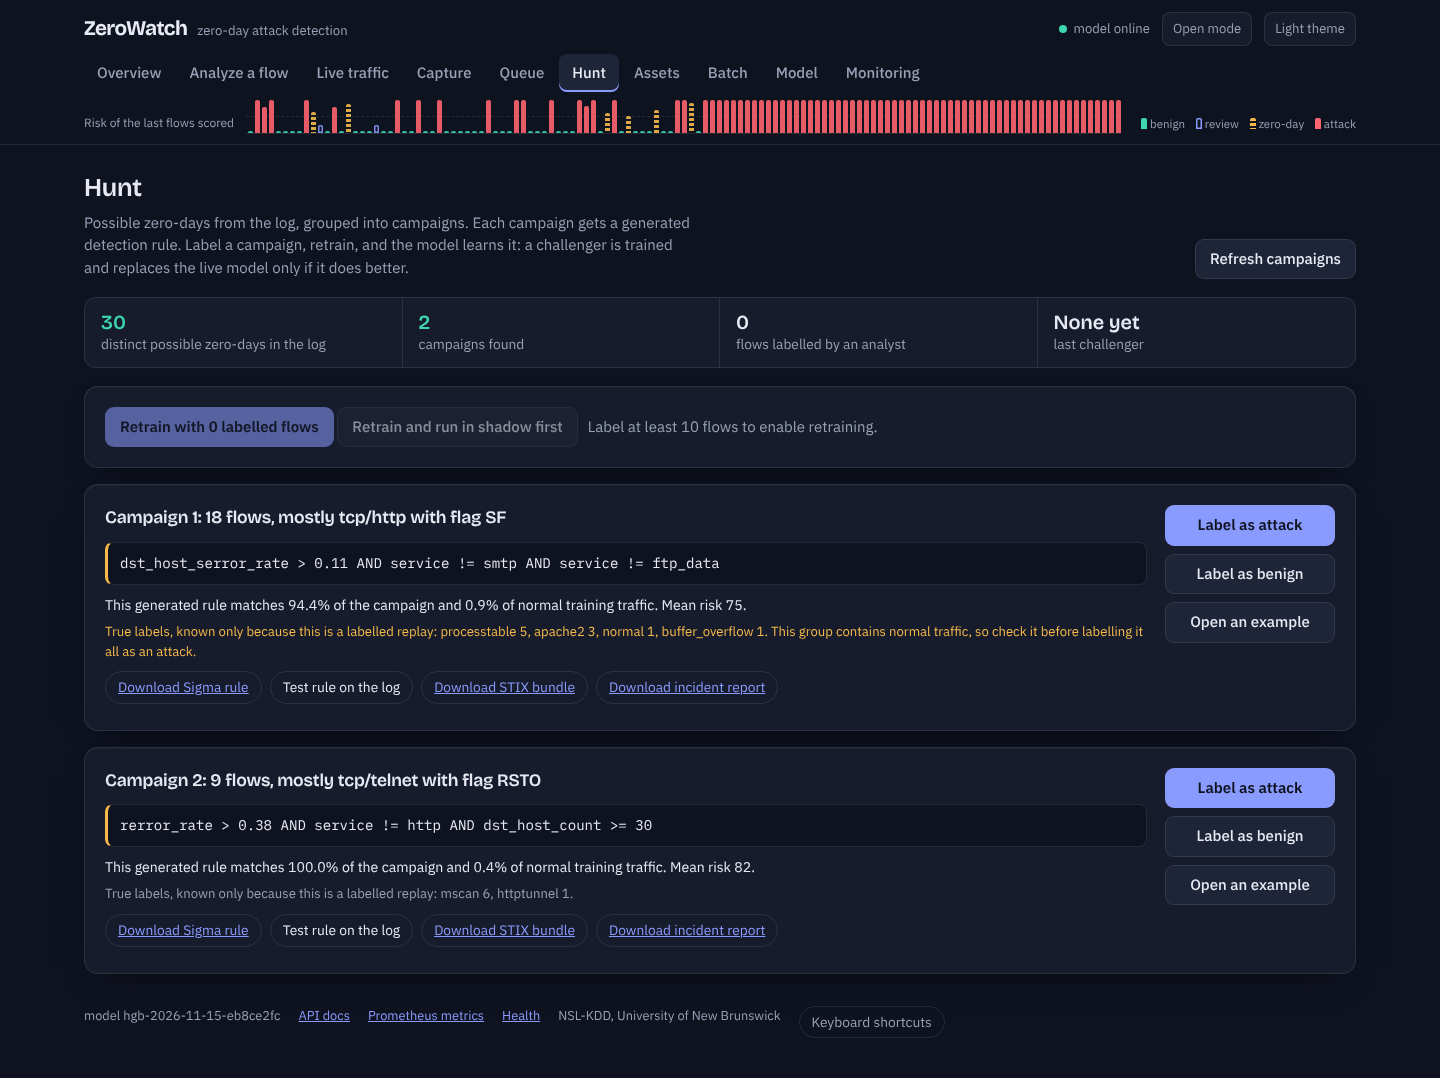 ZeroWatch zero-day attack detection
model online
Open mode
Light theme
Overview
Analyze a flow
Live traffic
Capture
Queue
Hunt
Assets
Batch
Model
Monitoring
Risk of the last flows scored
benign
review
zero-day
attack
Hunt
Possible zero-days from the log, grouped into campaigns. Each campaign gets a generated
detection rule. Label a campaign, retrain, and the model learns it: a challenger is trained
and replaces the live model only if it does better.
Refresh campaigns
30
distinct possible zero-days in the log
2
campaigns found
0
flows labelled by an analyst
None yet
last challenger
Retrain with 0 labelled flows
Retrain and run in shadow first
Label at least 10 flows to enable retraining.
Campaign 1: 18 flows, mostly tcp/http with flag SF
dst_host_serror_rate > 0.11 AND service != smtp AND service != ftp_data
This generated rule matches 94.4% of the campaign and 0.9% of normal training traffic. Mean risk 75.
True labels, known only because this is a labelled replay: processtable 5, apache2 3, normal 1, buffer_overflow 1. This group contains normal traffic, so check it before labelling it
all as an attack.
Download Sigma rule
Test rule on the log
Download STIX bundle
Download incident report
Label as attack
Label as benign
Open an example
Campaign 2: 9 flows, mostly tcp/telnet with flag RSTO
rerror_rate > 0.38 AND service != http AND dst_host_count >= 30
This generated rule matches 100.0% of the campaign and 0.4% of normal training traffic. Mean risk 82.
True labels, known only because this is a labelled replay: mscan 6, httptunnel 1.
Download Sigma rule
Test rule on the log
Download STIX bundle
Download incident report
Label as attack
Label as benign
Open an example
model hgb-2026-11-15-eb8ce2fc
API docs
Prometheus metrics
Health
NSL-KDD, University of New Brunswick
Keyboard shortcuts